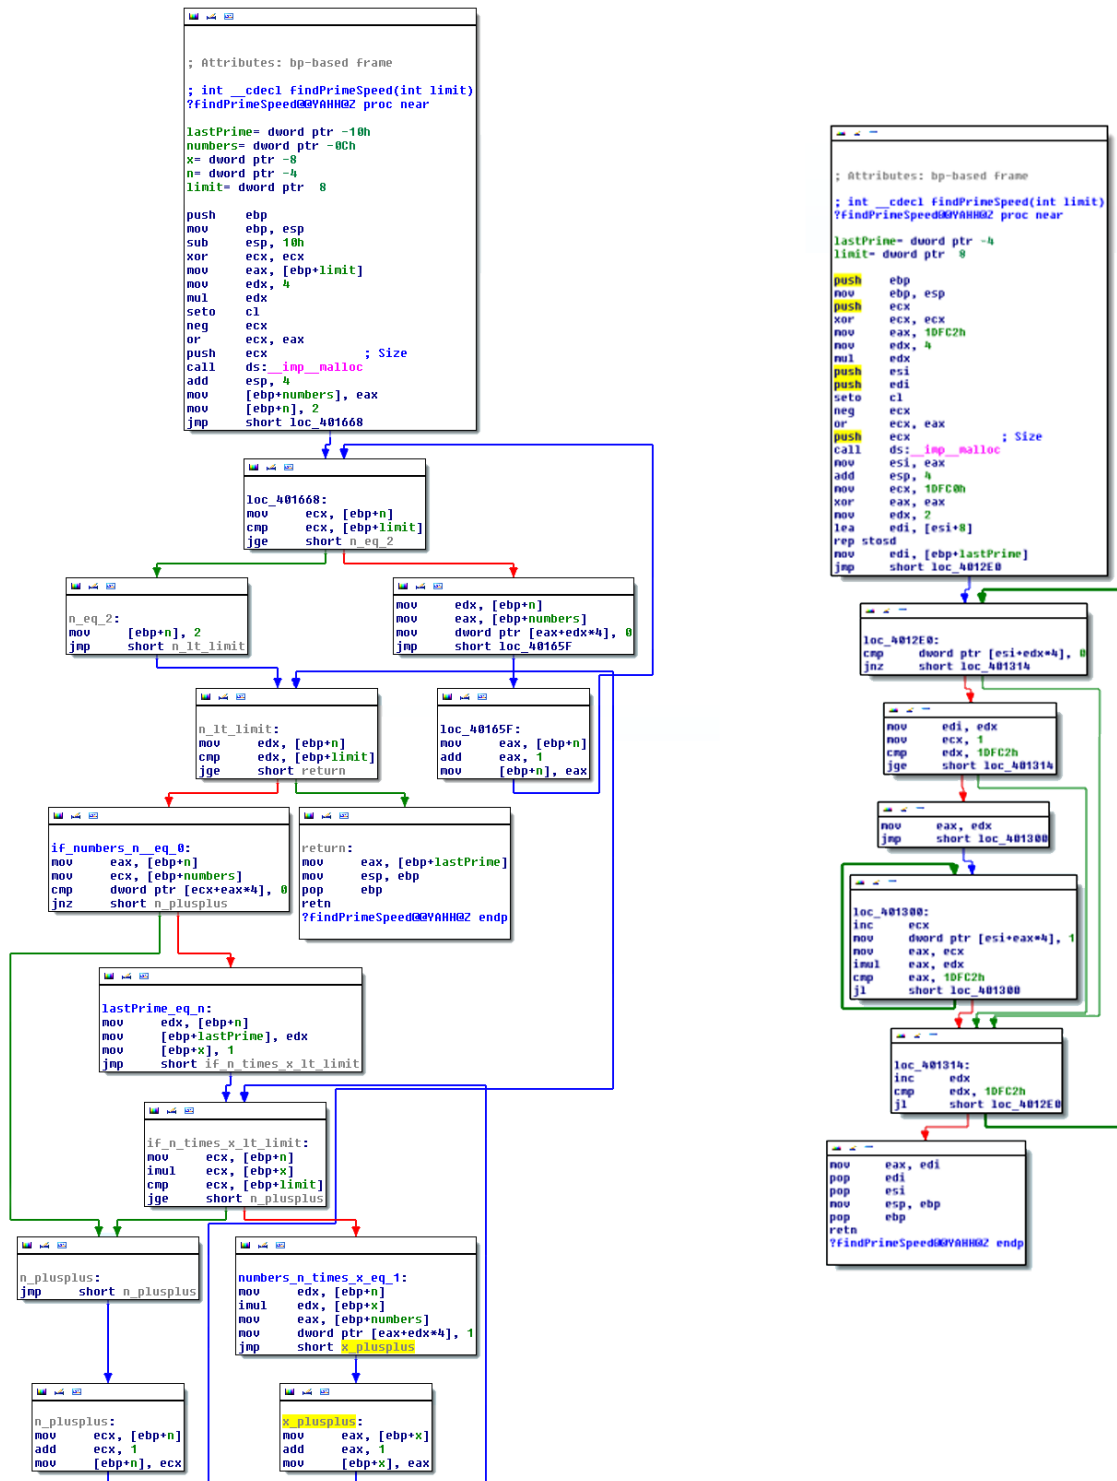 ; Attributes: bp-based frame
; int __cdecl findPrimeSpeed(int limit)
?findPrimeSpeed@@YAHH@Z proc near
lastPrime= dword ptr -10h
numbers= dword ptr -0Ch
x= dword ptr -8
n= dword ptr -4
limit= dword ptr  8
push    ebp
mov     ebp, esp
sub     esp, 10h
xor     ecx, ecx
mov     eax, [ebp+limit]
mov     edx, 4
mul     edx
seto    cl
neg     ecx
or      ecx, eax
push    ecx             ; Size
call    ds:__imp__malloc
add     esp, 4
mov     [ebp+numbers], eax
mov     [ebp+n], 2
jmp     short loc_401668
loc_401668:
mov     ecx, [ebp+n]
cmp     ecx, [ebp+limit]
jge     short n_eq_2
n_eq_2:
mov     [ebp+n], 2
jmp     short n_lt_limit
mov     edx, [ebp+n]
mov     eax, [ebp+numbers]
mov     dword ptr [eax+edx*4], 0
jmp     short loc_40165F
n_lt_limit:
mov     edx, [ebp+n]
cmp     edx, [ebp+limit]
jge     short return
loc_40165F:
mov     eax, [ebp+n]
add     eax, 1
mov     [ebp+n], eax
if_numbers_n__eq_0:
mov     eax, [ebp+n]
mov     ecx, [ebp+numbers]
cmp     dword ptr [ecx+eax*4], 0
jnz     short n_plusplus
return:
mov     eax, [ebp+lastPrime]
mov     esp, ebp
pop     ebp
retn
?findPrimeSpeed@@YAHH@Z endp
lastPrime_eq_n:
mov     edx, [ebp+n]
mov     [ebp+lastPrime], edx
mov     [ebp+x], 1
jmp     short if_n_times_x_lt_limit
if_n_times_x_lt_limit:
mov     ecx, [ebp+n]
imul    ecx, [ebp+x]
cmp     ecx, [ebp+limit]
jge     short n_plusplus
n_plusplus:
jmp     short n_plusplus
numbers_n_times_x_eq_1:
mov     edx, [ebp+n]
imul    edx, [ebp+x]
mov     eax, [ebp+numbers]
mov     dword ptr [eax+edx*4], 1
jmp     short x_plusplus
n_plusplus:
mov     ecx, [ebp+n]
add     ecx, 1
mov     [ebp+n], ecx
x_plusplus:
mov     eax, [ebp+x]
add     eax, 1
mov     [ebp+x], eax
; Attributes: bp-based frame
; int __cdecl findPrimeSpeed(int limit)
?findPrimeSpeed@@YAHH@Z proc near
lastPrime= dword ptr -4
limit= dword ptr  8
push    ebp
mov     ebp, esp
push    ecx
xor     ecx, ecx
mov     eax, 1DFC2h
mov     edx, 4
mul     edx
push    esi
push    edi
seto    cl
neg     ecx
or      ecx, eax
push    ecx             ; Size
call    ds:__imp__malloc
mov     esi, eax
add     esp, 4
mov     ecx, 1DFC0h
xor     eax, eax
mov     edx, 2
lea     edi, [esi+8]
rep stosd
mov     edi, [ebp+lastPrime]
jmp     short loc_4012E0
loc_4012E0:
cmp     dword ptr [esi+edx*4], 0
jnz     short loc_401314
mov     edi, edx
mov     ecx, 1
cmp     edx, 1DFC2h
jge     short loc_401314
mov     eax, edx
jmp     short loc_401300
loc_401300:
inc     ecx
mov     dword ptr [esi+eax*4], 1
mov     eax, ecx
imul    eax, edx
cmp     eax, 1DFC2h
jl      short loc_401300
loc_401314:
inc     edx
cmp     edx, 1DFC2h
jl      short loc_4012E0
mov     eax, edi
pop     edi
pop     esi
mov     esp, ebp
pop     ebp
retn
?findPrimeSpeed@@YAHH@Z endp